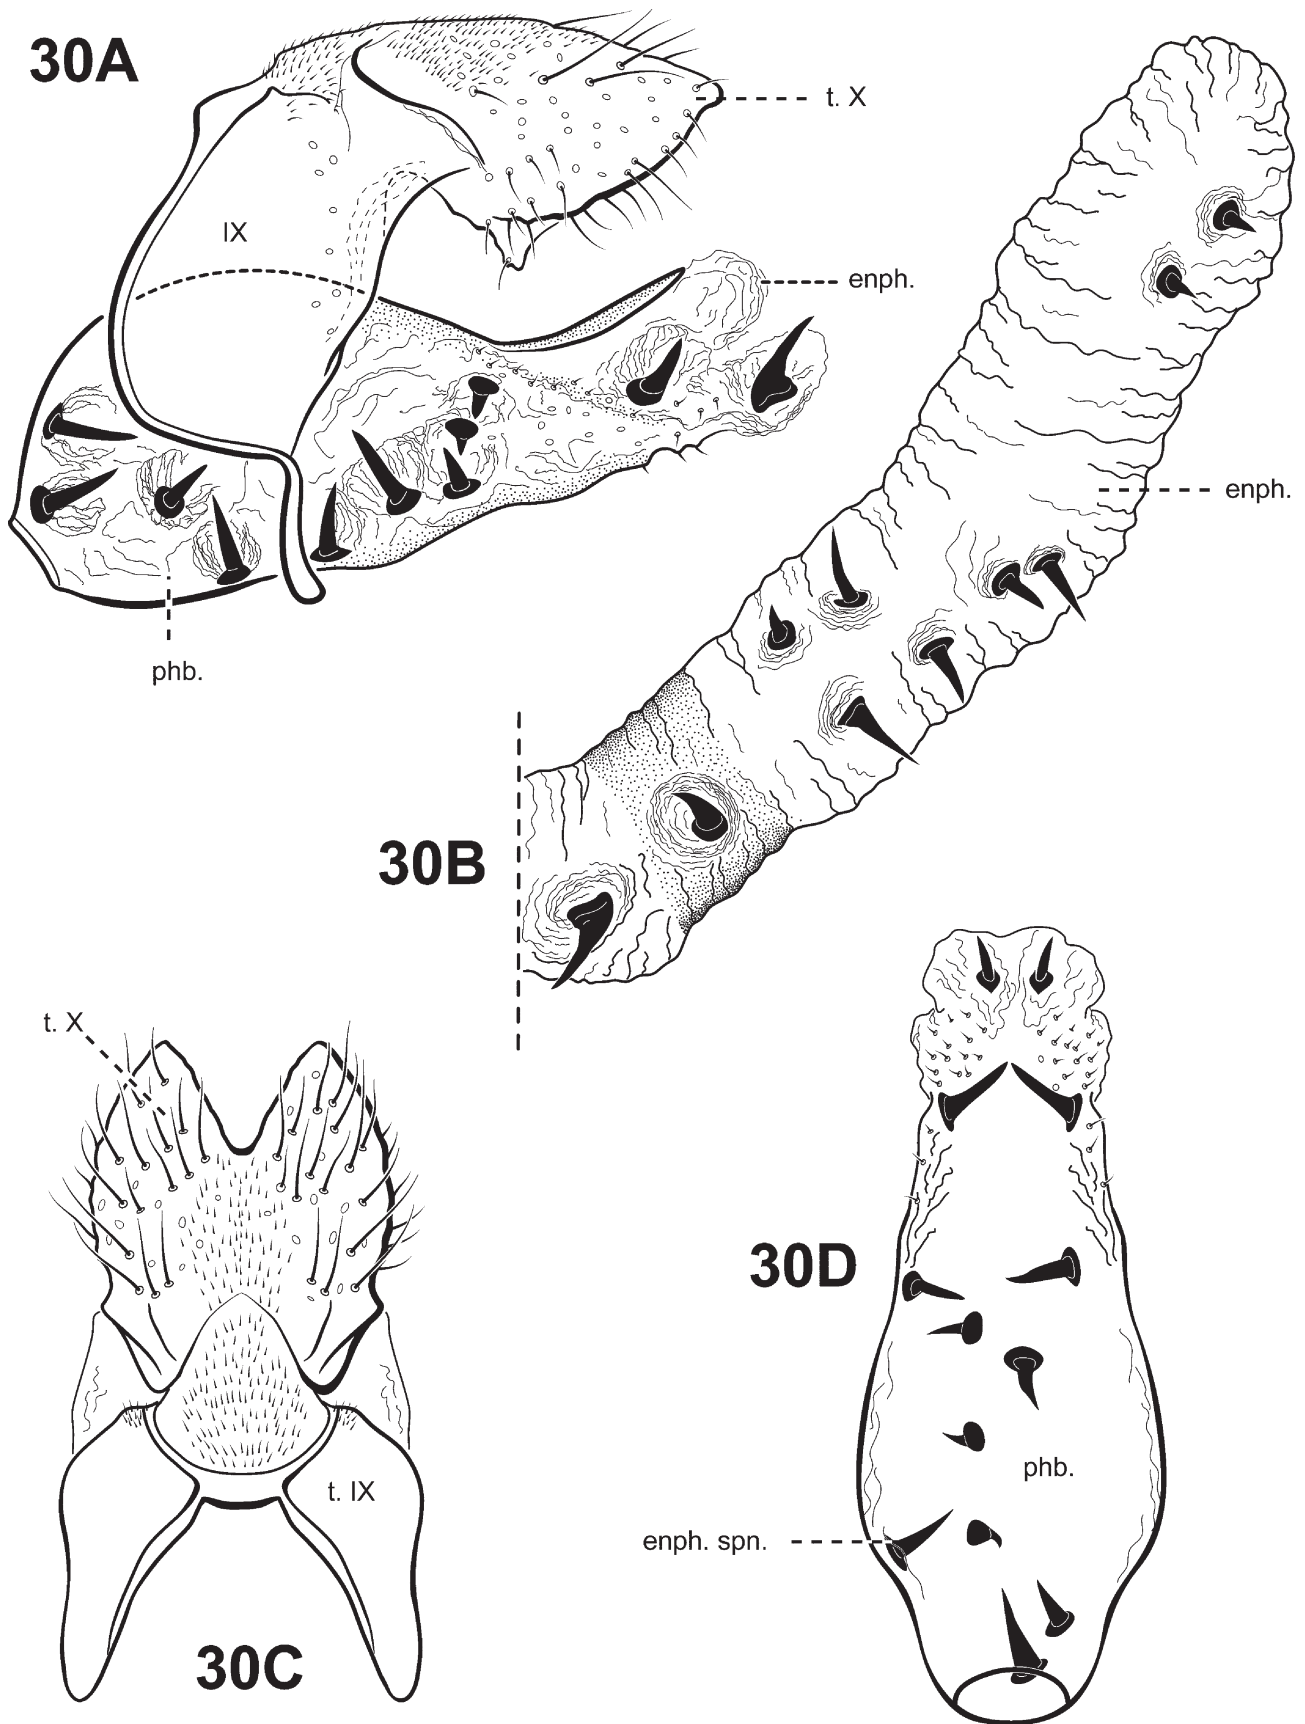 30A
t. X
IX
enph.
phb.
enph.
30B
t. X
30D
phb.
t. IX
enph. spn.
30C